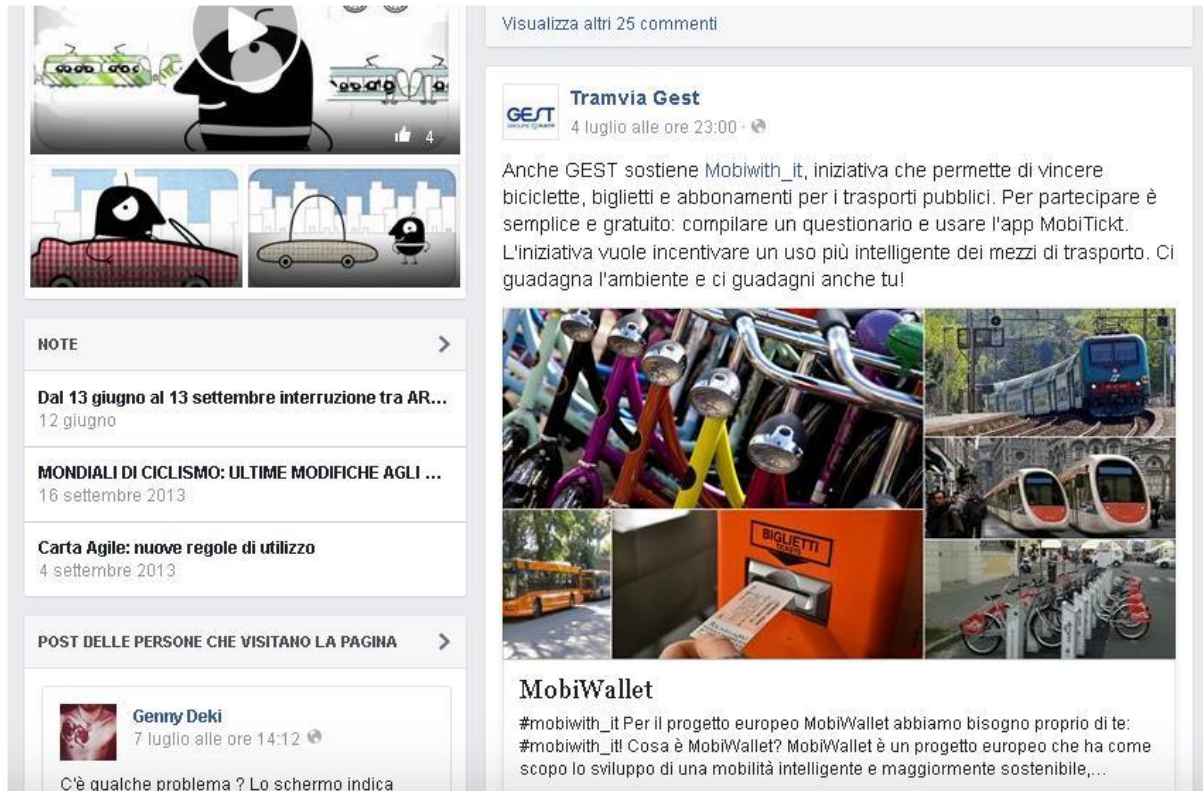 4
NOTE
Dal 13 giugno al 13 settembre interruzione tra AR...
12 giugno
MONDIALI DI CICLISMO: ULTIME MODIFICHE AGLI ...
16 settembre 2013
Carta Agile: nuove regole di utilizzo
4 settembre 2013
POST DELLE PERSONE CHE VISITANO LA PAGINA
Genny Deki
7 luglio alle ore 14:12
C'è qualche problema ? Lo schermo indica
Visualizza altri 25 commenti
GEST
GROUPE RATP
Tramvia Gest
4 luglio alle ore 23:00 ·
Anche GEST sostiene Mobiwith_it, iniziativa che permette di vincere
biciclette, biglietti e abbonamenti per i trasporti pubblici. Per partecipare è
semplice e gratuito: compilare un questionario e usare l'app MobiTickt.
L'iniziativa vuole incentivare un uso più intelligente dei mezzi di trasporto. Ci
guadagna l'ambiente e ci guadagni anche tu!
BIGLIETTI
TICKETS
MobiWallet
#mobiwith_it Per il progetto europeo MobiWallet abbiamo bisogno proprio di te:
#mobiwith_it! Cosa è MobiWallet? MobiWallet è un progetto europeo che ha come
scopo lo sviluppo di una mobilità intelligente e maggiormente sostenibile,...